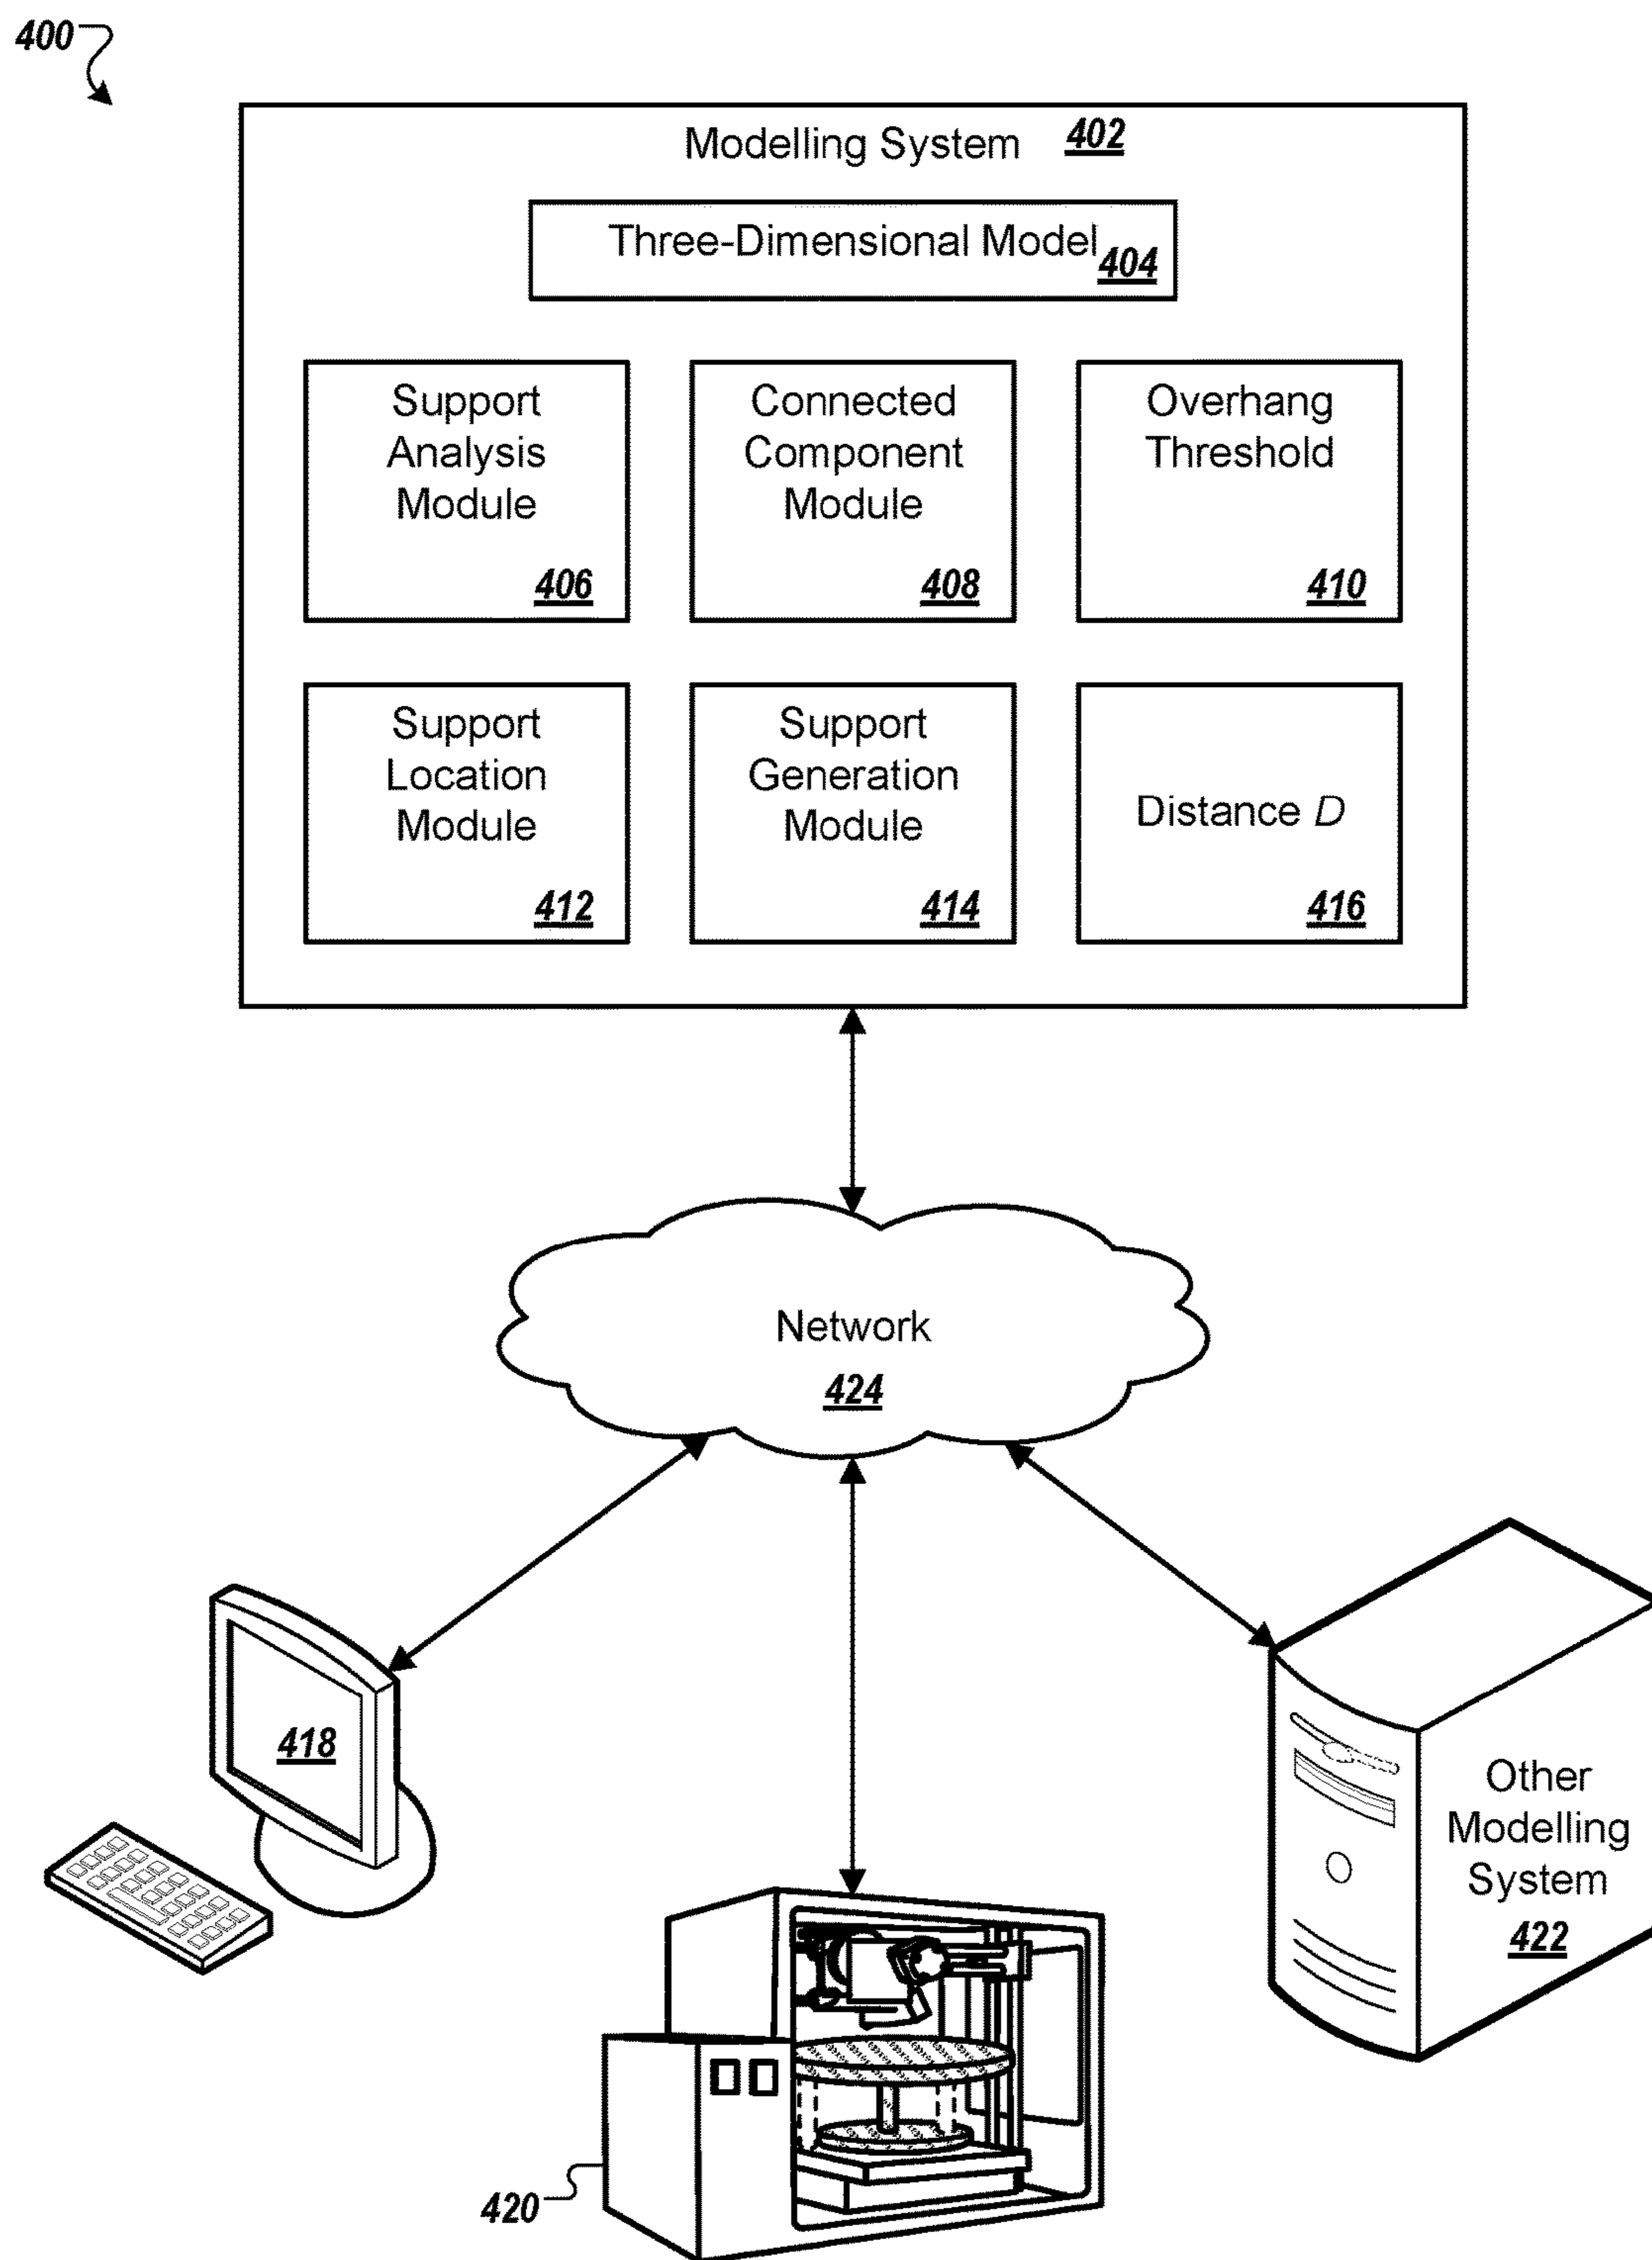 400
Modelling System 402
Three-Dimensional Model 404
Support
Analysis
Module
406
Connected
Component
Module
408
Overhang
Threshold
410
Support
Location
Module
412
Support
Generation
Module
414
Distance D
416
Network
424
418
Other
Modelling
System
422
420